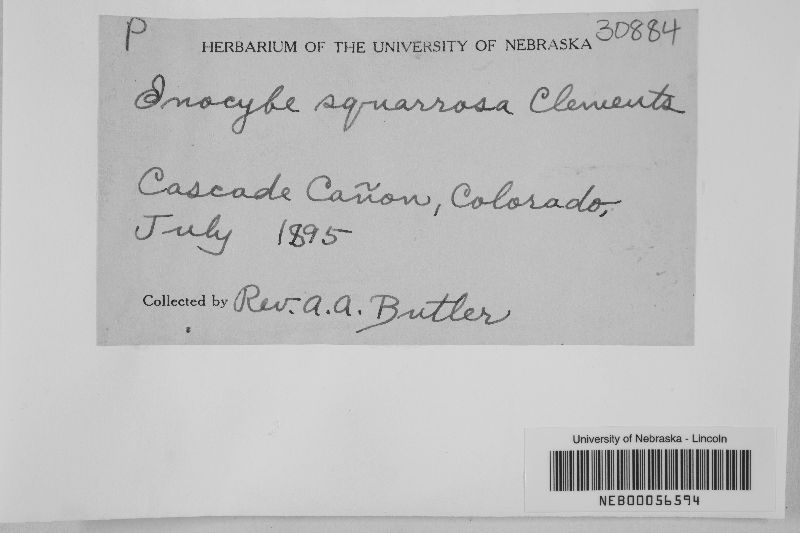 P
30884
HERBARIUM OF THE UNIVERSITY OF NEBRASKA
Inocybe squarrosa Clements
Cascade Cañon, Colorado,
July 1895
Collected by Rev. A. A. Butler
University of Nebraska - Lincoln
NEB00056594